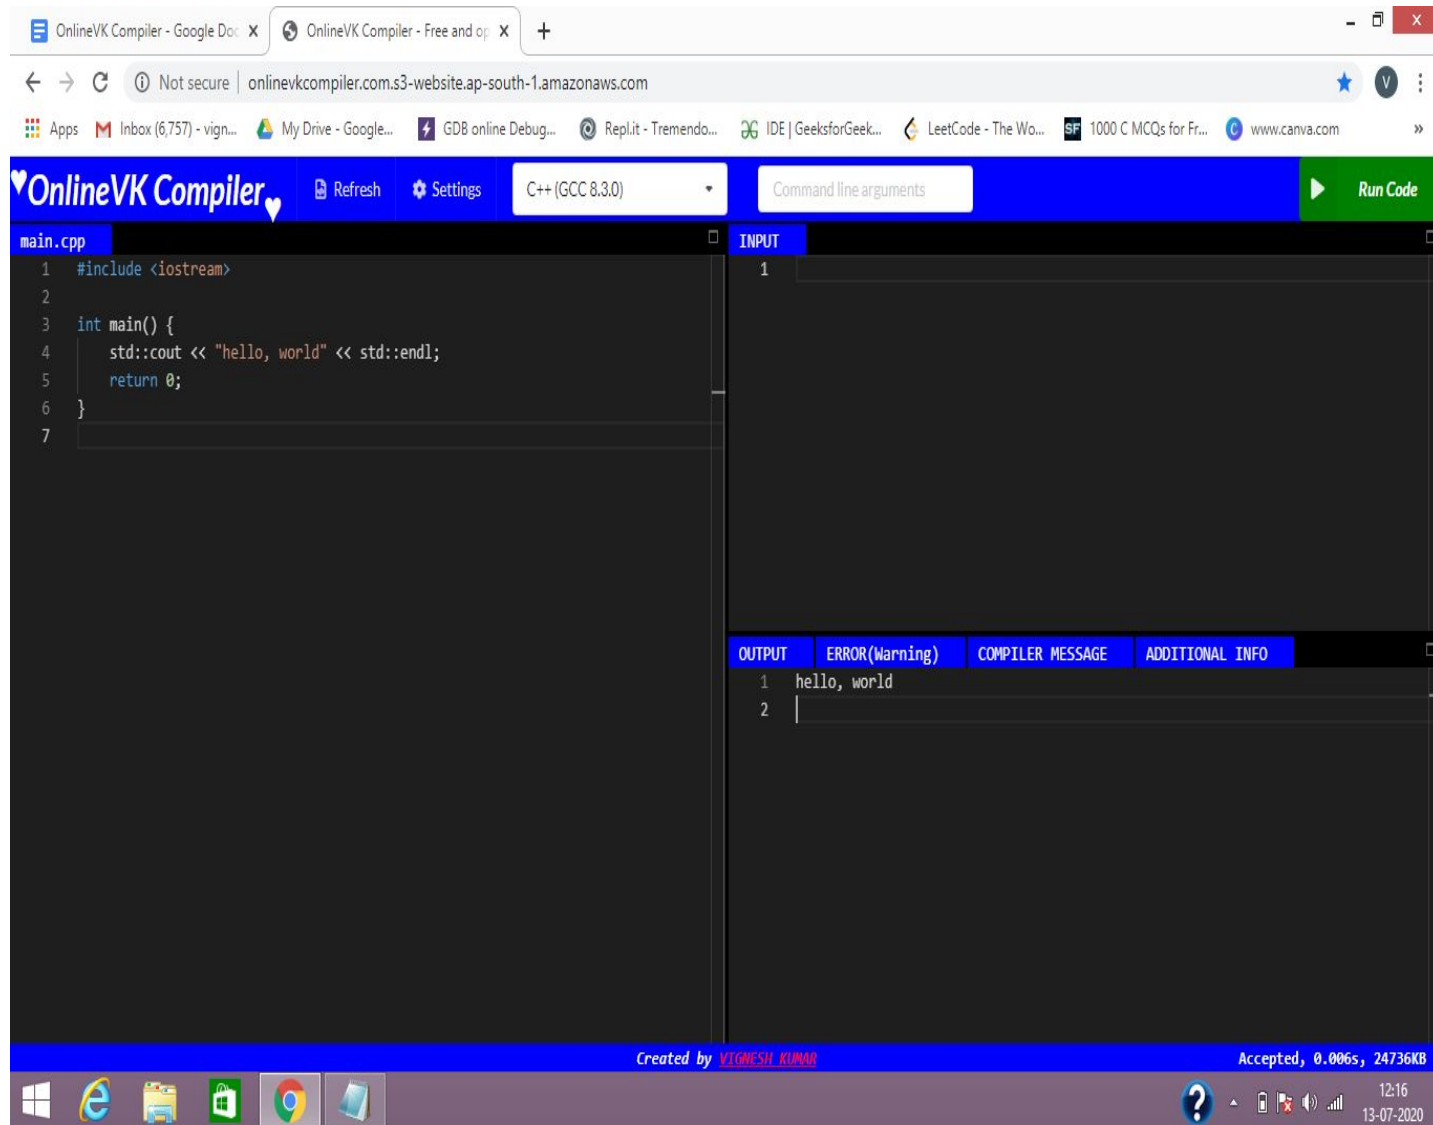 OnlineVK Compiler - Google Doc
OnlineVK Compiler - Free and op
Not secure | onlinevkcompiler.com.s3-website.ap-south-1.amazonaws.com
V
Apps
Inbox (6,757) - vign...
My Drive - Google...
GDB online Debug...
Repl.it - Tremendo...
IDE | GeeksforGeek...
LeetCode - The Wo...
SF 1000 C MCQs for Fr...
www.canva.com
»
OnlineVK Compiler
Refresh
Settings
C++ (GCC 8.3.0)
Command line arguments
Run Code
main.cpp
1 #include <iostream>
2
3 int main() {
4 std::cout << "hello, world" << std::endl;
5 return 0;
6 }
7
INPUT
1
OUTPUT ERROR(Warning) COMPILER MESSAGE ADDITIONAL INFO
1 hello, world
2
Created by VIGNESH KUMAR
Accepted, 0.006s, 24736KB
12:16
13-07-2020